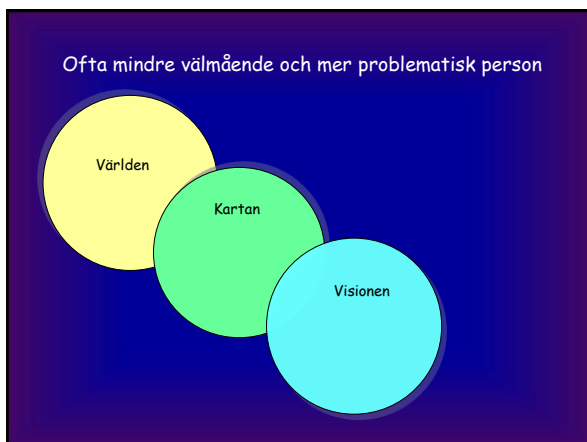 Ofta mindre välmående och mer problematisk person
Världen
Kartan
Visionen